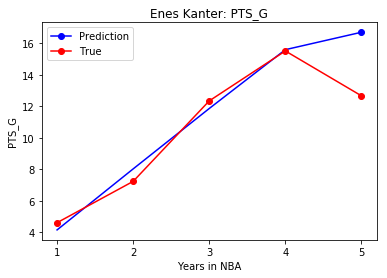 Enes Kanter: PTS_G
Prediction
True
16
14
12
10
8
6
4
PTS_G
1 2 3 4 5
Years in NBA